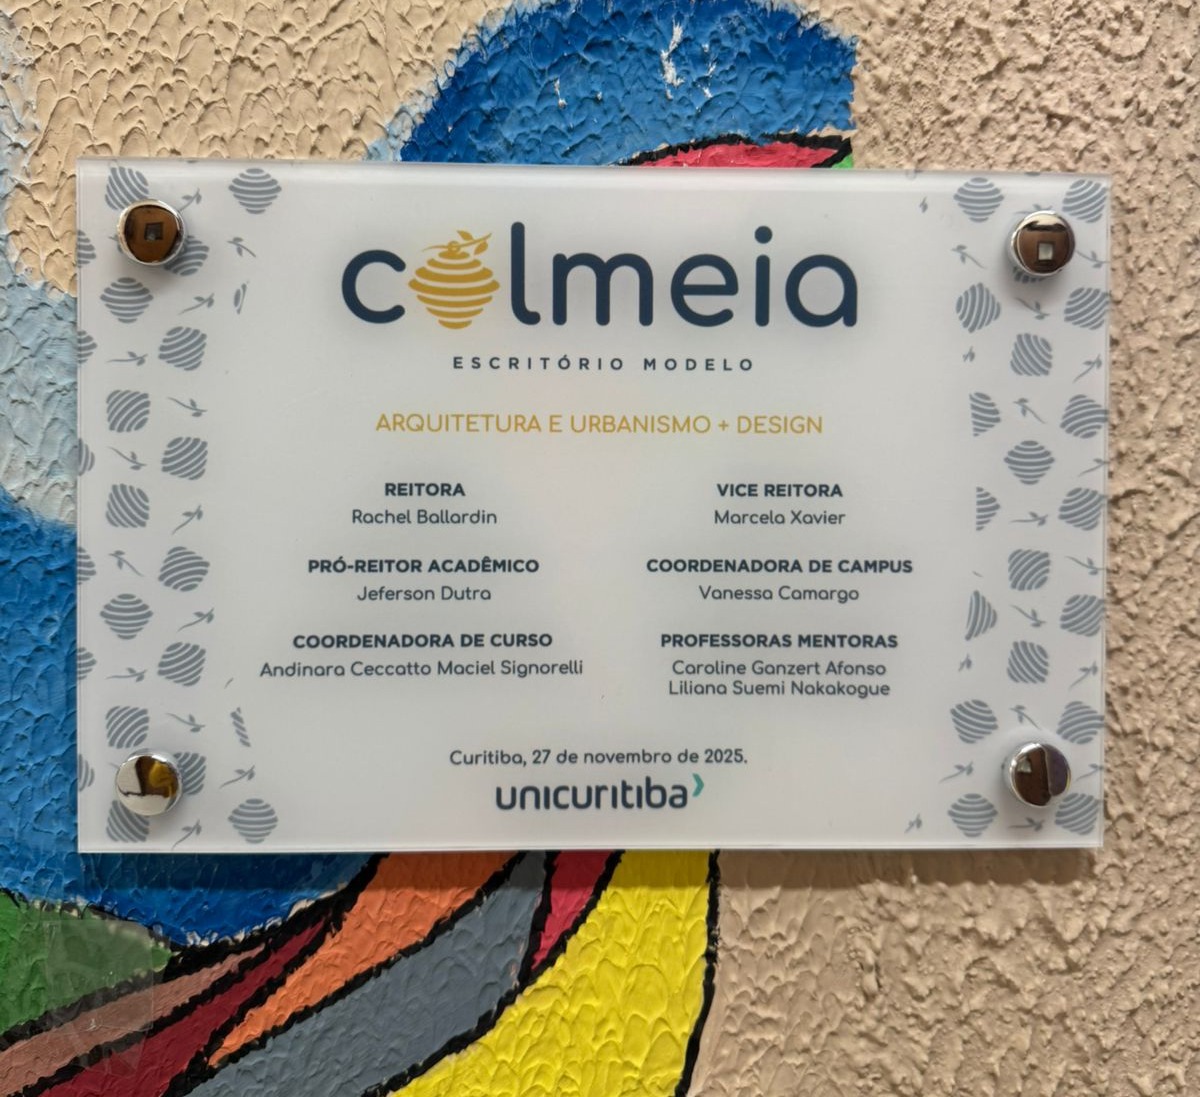 colmeia
ESCRITÓRIO MODELO
ARQUITETURA E URBANISMO + DESIGN
REITORA
Rachel Ballardin
VICE REITORA
Marcela Xavier
PRÓ-REITOR ACADÊMICO
Jeferson Dutra
COORDENADORA DE CAMPUS
Vanessa Camargo
COORDENADORA DE CURSO
Andinara Ceccatto Maciel Signorelli
PROFESSORAS MENTORAS
Caroline Ganzert Afonso
Liliana Suemi Nakakogue
Curitiba, 27 de novembro de 2025.
unicuritiba